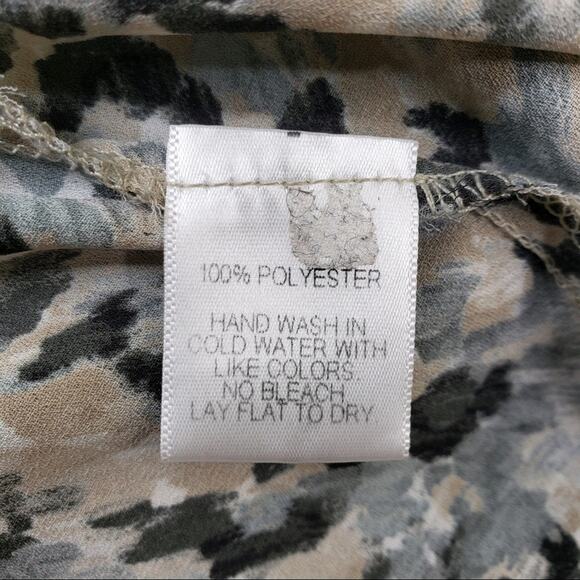 100% POLYESTER
HAND WASH IN
COLD WATER WITH
LIKE COLORS.
NO BLEACH
LAY FLAT TO DRY